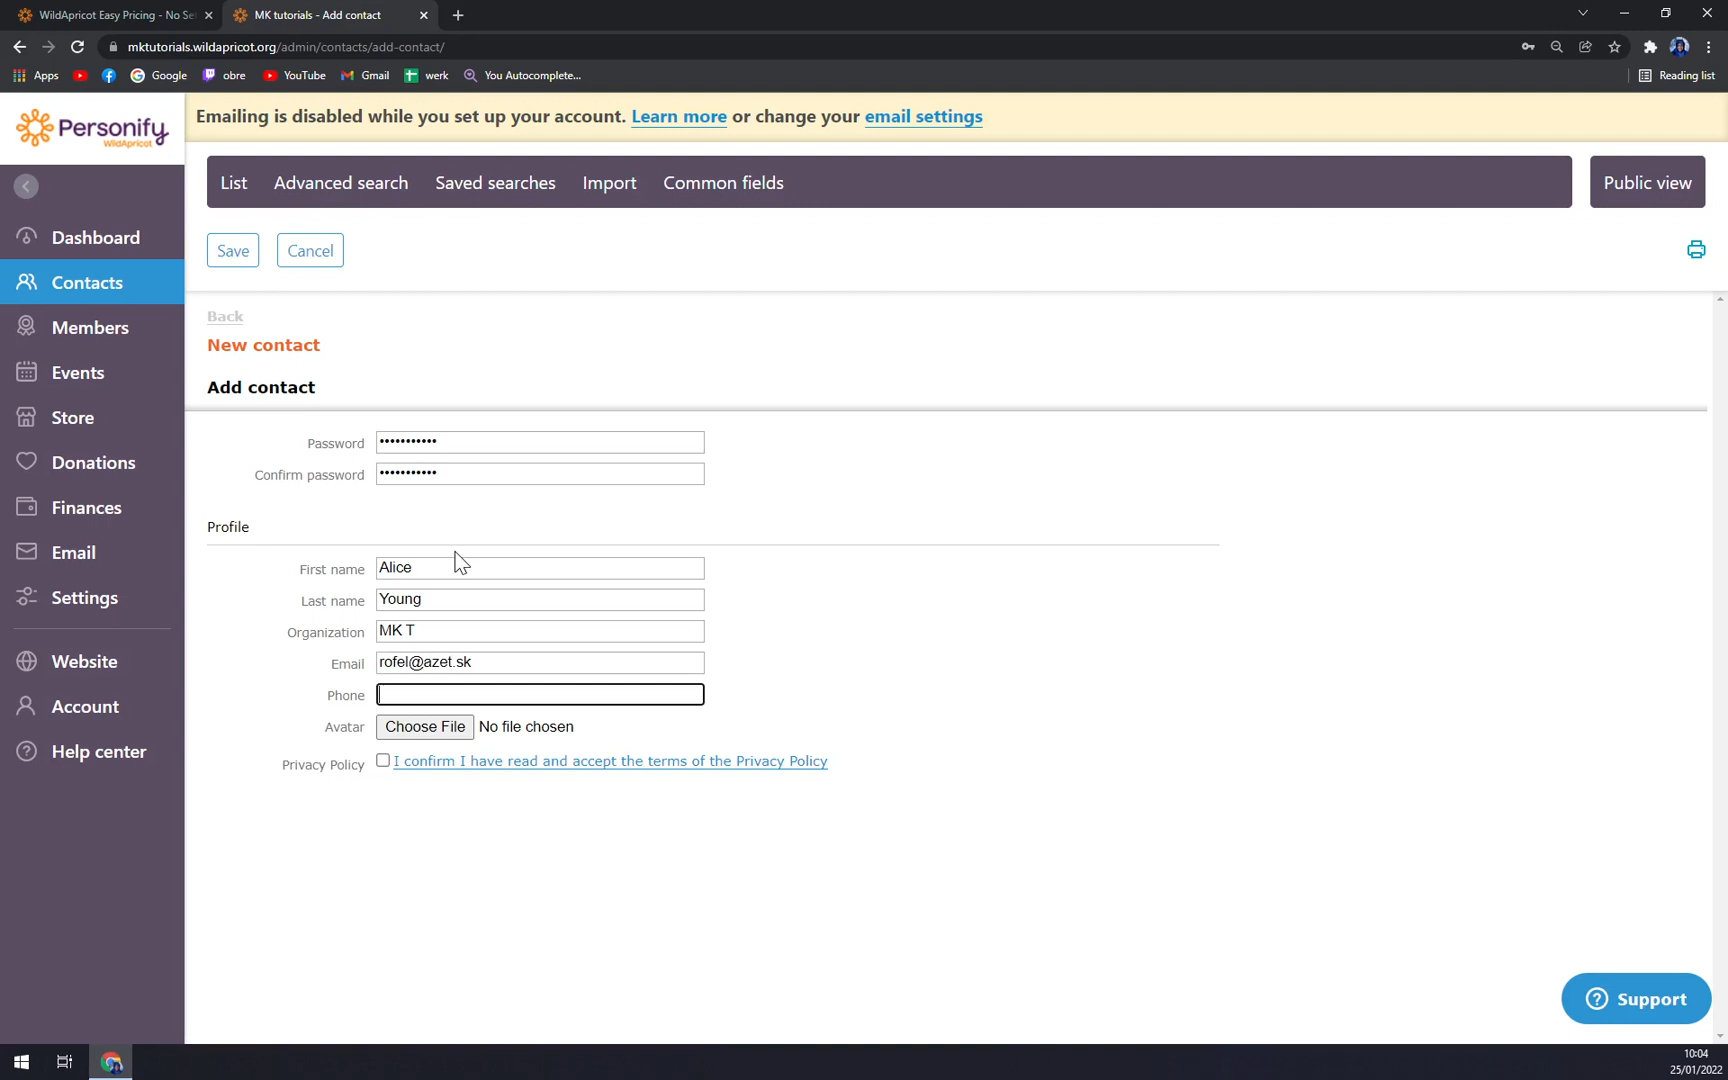 WildApricot Easy Pricing - No Se
MK tutorials - Add contact
mktutorials.wildapricot.org/admin/contacts/add-contact/
Apps
Google
obre
YouTube
Gmail
werk
You Autocomplete...
Reading list
Personify
WildApricot
Emailing is disabled while you set up your account. Learn more or change your email settings
List
Advanced search
Saved searches
Import
Common fields
Public view
Save
Cancel
Dashboard
Contacts
Members
Events
Store
Donations
Finances
Email
Settings
Website
Account
Help center
Back
New contact
Add contact
Password •••••••••••
Confirm password •••••••••••
Profile
First name Alice
Last name Young
Organization MK T
Email rofel@azet.sk
Phone
Avatar Choose File No file chosen
Privacy Policy I confirm I have read and accept the terms of the Privacy Policy
Support
10:04
25/01/2022